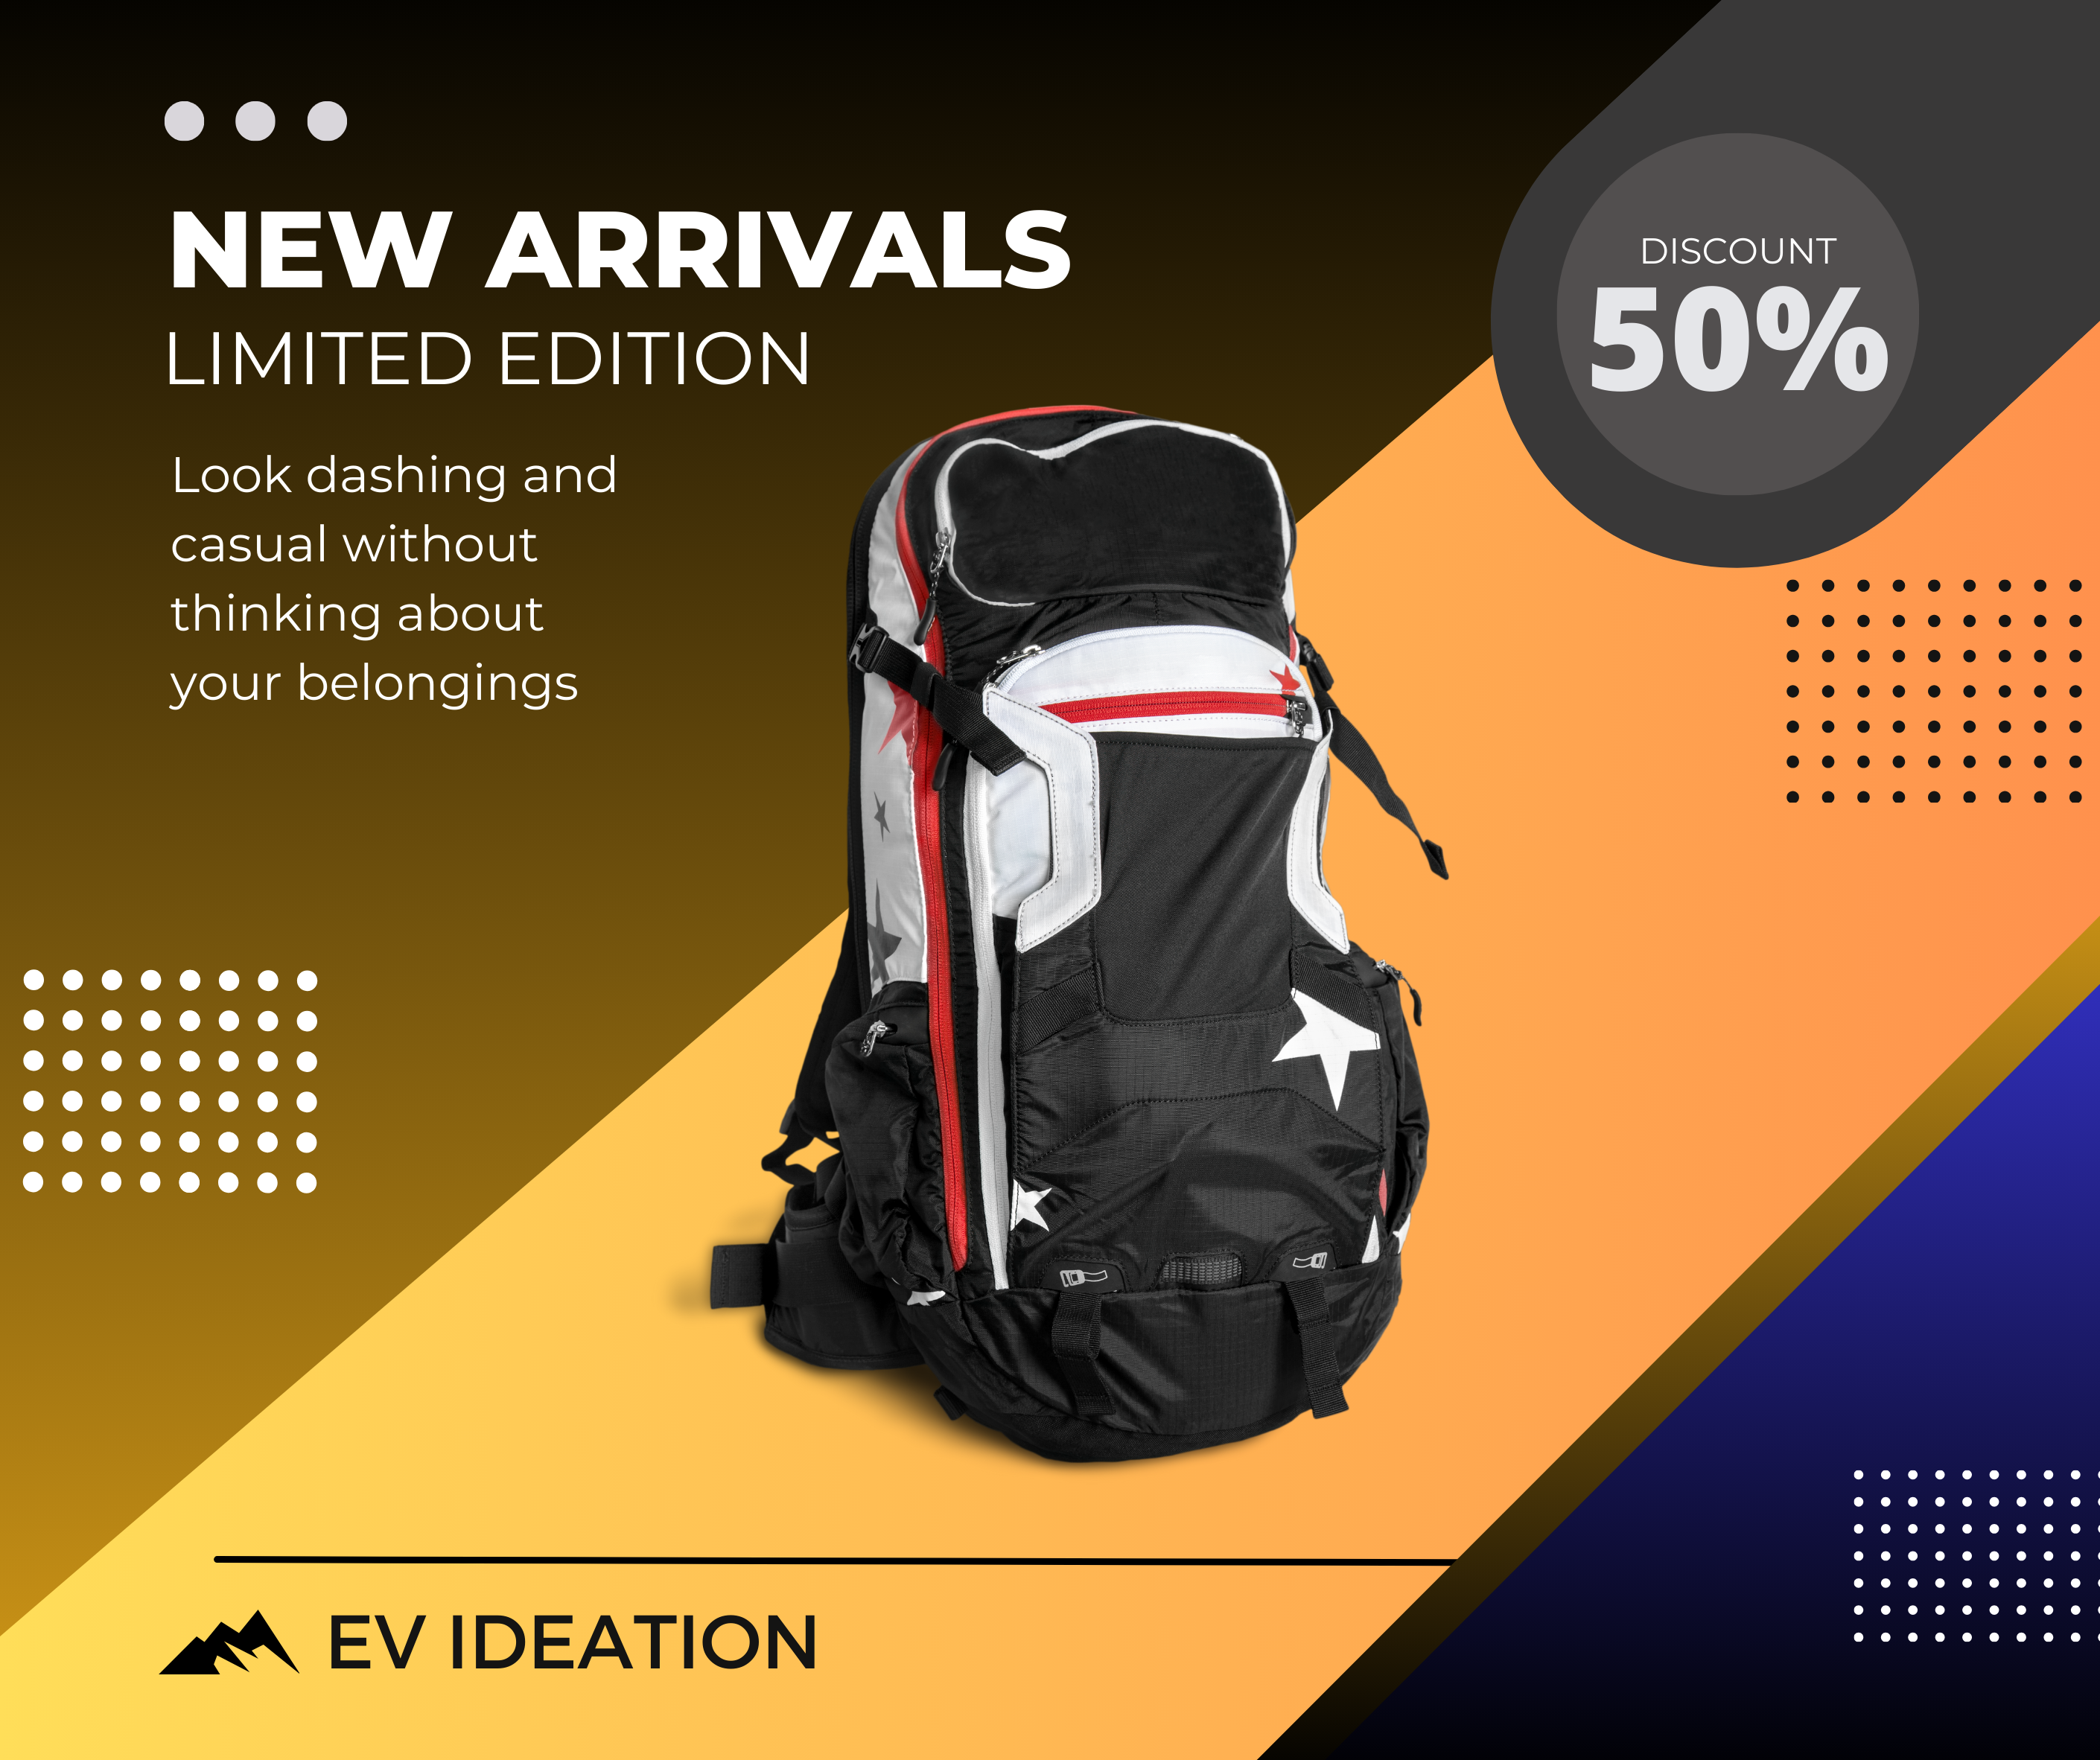 NEW ARRIVALS
LIMITED EDITION
Look dashing and
casual without
thinking about
your belongings
DISCOUNT
50%
EV IDEATION